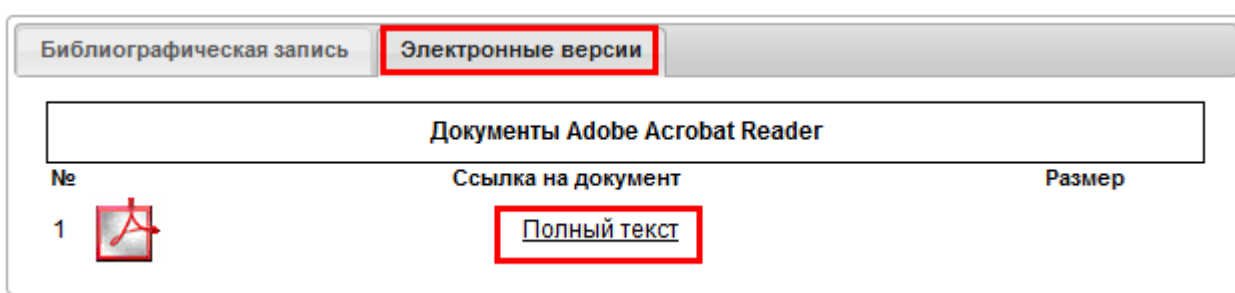 Библиографическая запись Электронные версии
Документы Adobe Acrobat Reader
№ Ссылка на документ Размер
1 Полный текст